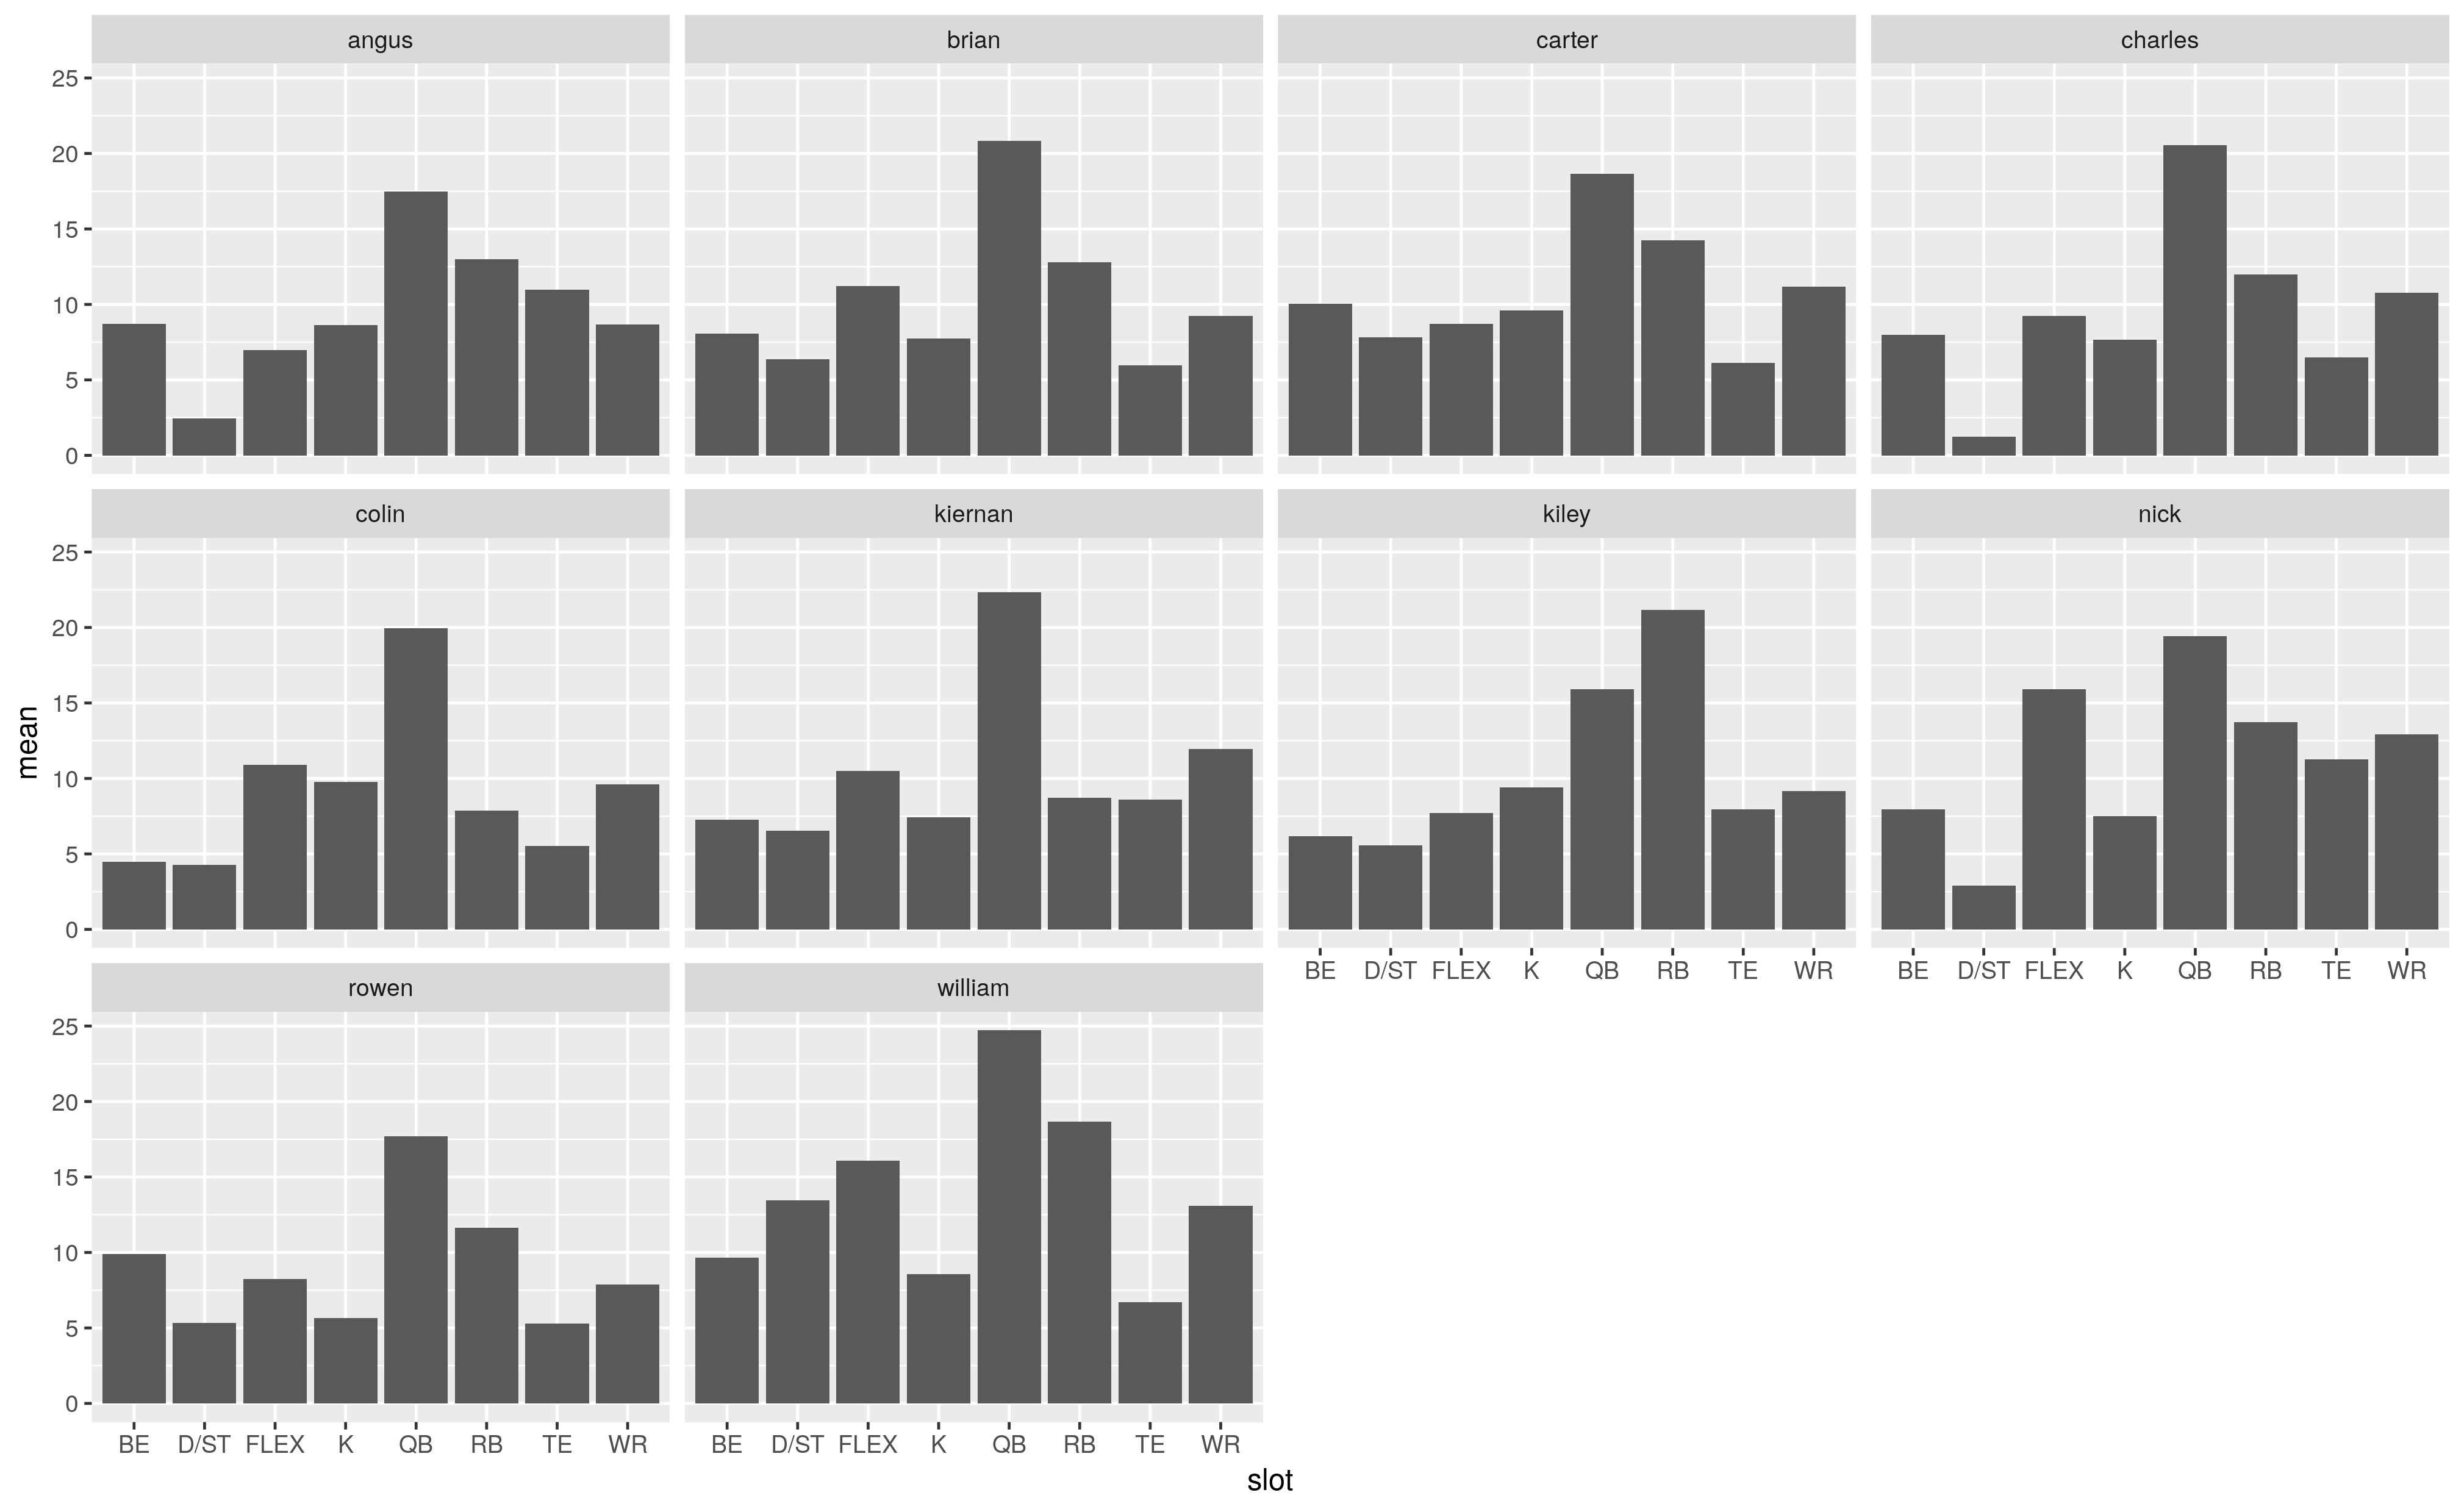 angus brian carter charles
25
20
15
10
5
0
colin kiernan kiley nick
25
20
15
10
5
0
mean
BE D/ST FLEX K QB RB TE WR BE D/ST FLEX K QB RB TE WR
rowen william
25
20
15
10
5
0
BE D/ST FLEX K QB RB TE WR BE D/ST FLEX K QB RB TE WR
slot